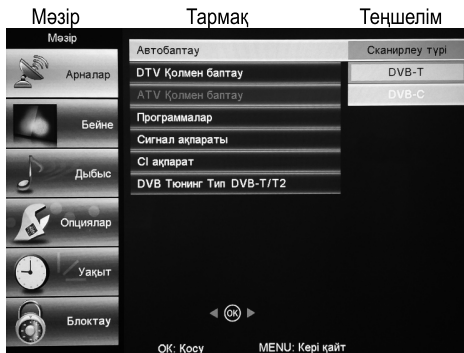 Мәзір Тармақ Теңшелім
Мәзір
Арналар
Бейне
Дыбыс
Опциялар
Уақыт
Блоктау
Автобаптау
DTV Қолмен баптау
ATV Қолмен баптау
Программалар
Сигнал ақпараты
CI ақпарат
DVB Тюнинг Тип DVB-T/T2
Сканирлеу түрі
DVB-T
DVB-C
OK
OK: Қосу MENU: Кері қайт